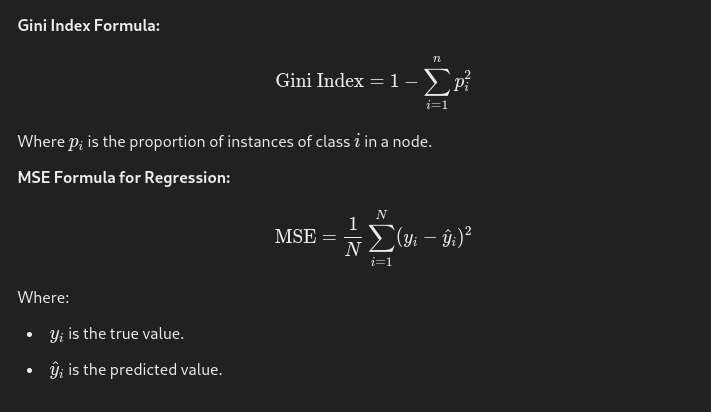 Gini Index Formula:
Gini Index = 1 − ∑_{i=1}^{n} p_i^2
Where p_i is the proportion of instances of class i in a node.
MSE Formula for Regression:
MSE = \frac{1}{N} ∑_{i=1}^{N} (y_i − ŷ_i)^2
Where:
• y_i is the true value.
• ŷ_i is the predicted value.